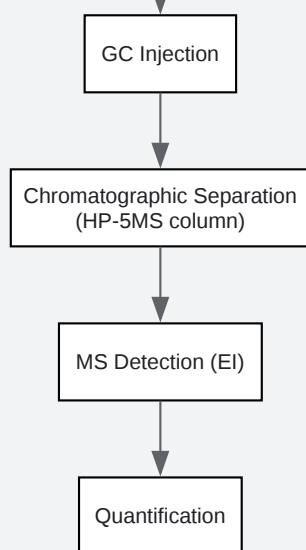 GC Injection
Chromatographic Separation
(HP-5MS column)
MS Detection (EI)
Quantification